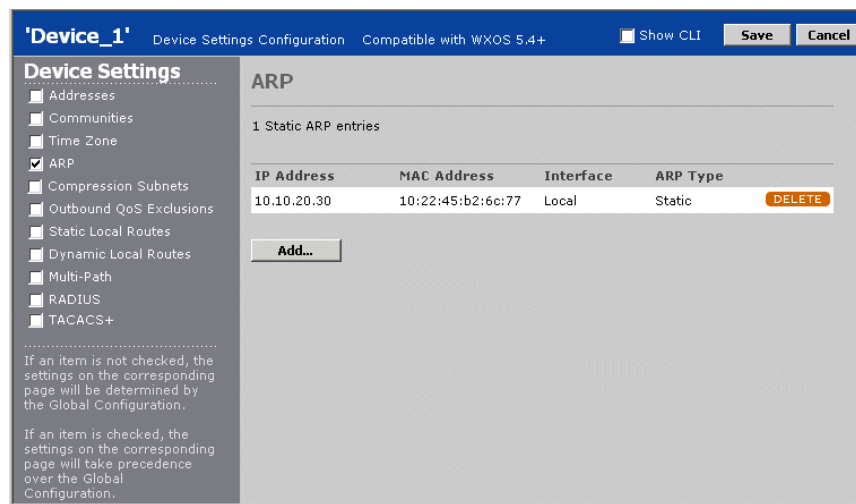 'Device_1' Device Settings Configuration Compatible with WXOS 5.4+ Show CLI Save Cancel
Device Settings
Addresses
Communities
Time Zone
ARP
Compression Subnets
Outbound QoS Exclusions
Static Local Routes
Dynamic Local Routes
Multi-Path
RADIUS
TACACS+
If an item is not checked, the
settings on the corresponding
page will be determined by
the Global Configuration.
If an item is checked, the
settings on the corresponding
page will take precedence
over the Global
Configuration.
ARP
1 Static ARP entries
IP Address MAC Address Interface ARP Type
10.10.20.30 10:22:45:b2:6c:77 Local Static DELETE
Add...